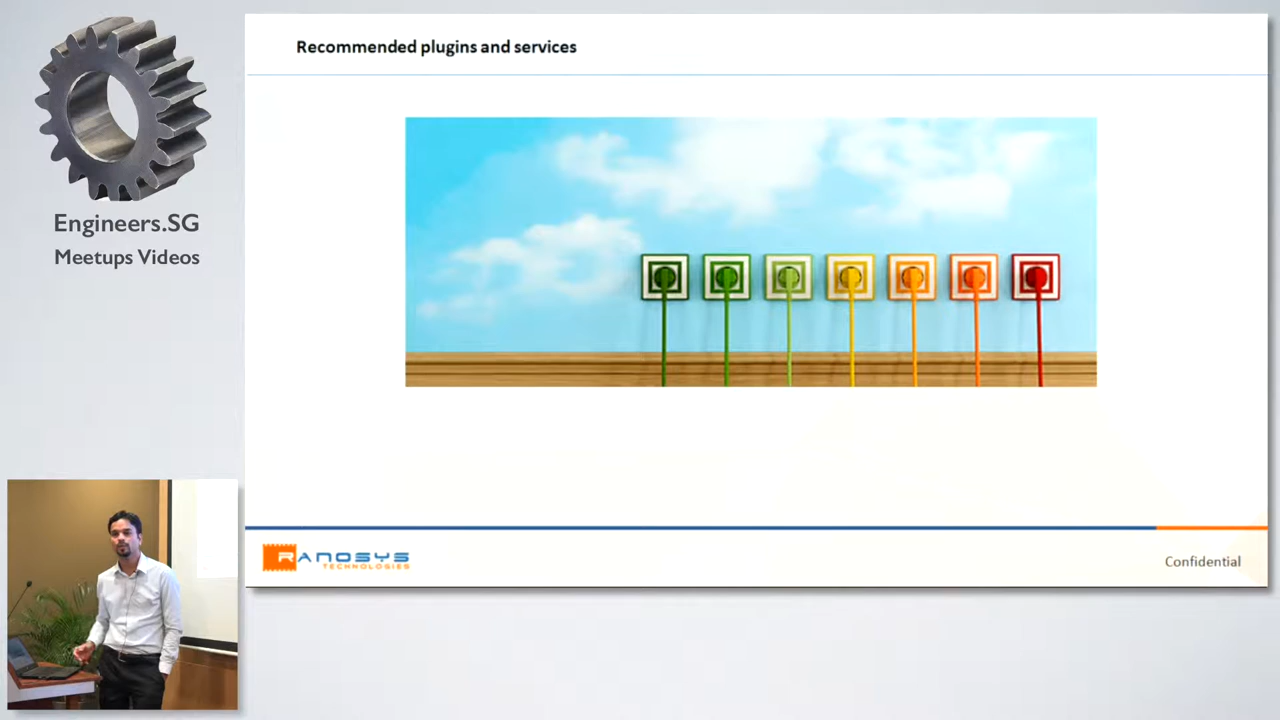 Recommended plugins and services
Engineers.SG
Meetups Videos
RANOSYS
TECHNOLOGIES
Confidential